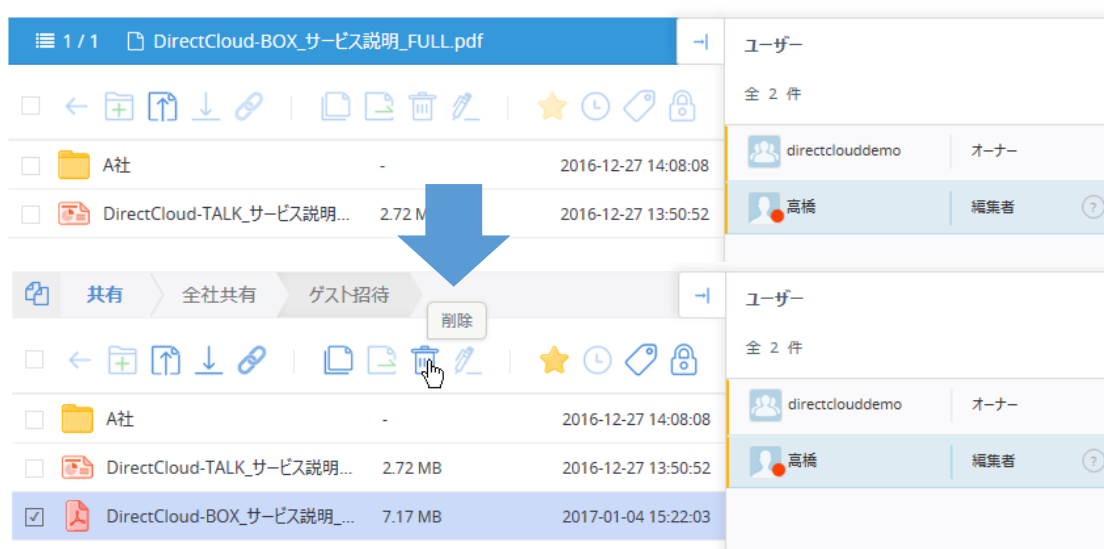 1 / 1 DirectCloud-BOX_サービス説明_FULL.pdf
ユーザー
全 2 件
A社 - 2016-12-27 14:08:08
directclouddemo オーナー
DirectCloud-TALK_サービス説明... 2.72 M
2016-12-27 13:50:52
高橋 編集者 ?
共有 全社共有 ゲスト招待
ユーザー
削除
全 2 件
A社 - 2016-12-27 14:08:08
directclouddemo オーナー
DirectCloud-TALK_サービス説明... 2.72 MB 2016-12-27 13:50:52
高橋 編集者 ?
DirectCloud-BOX_サービス説明_... 7.17 MB 2017-01-04 15:22:03